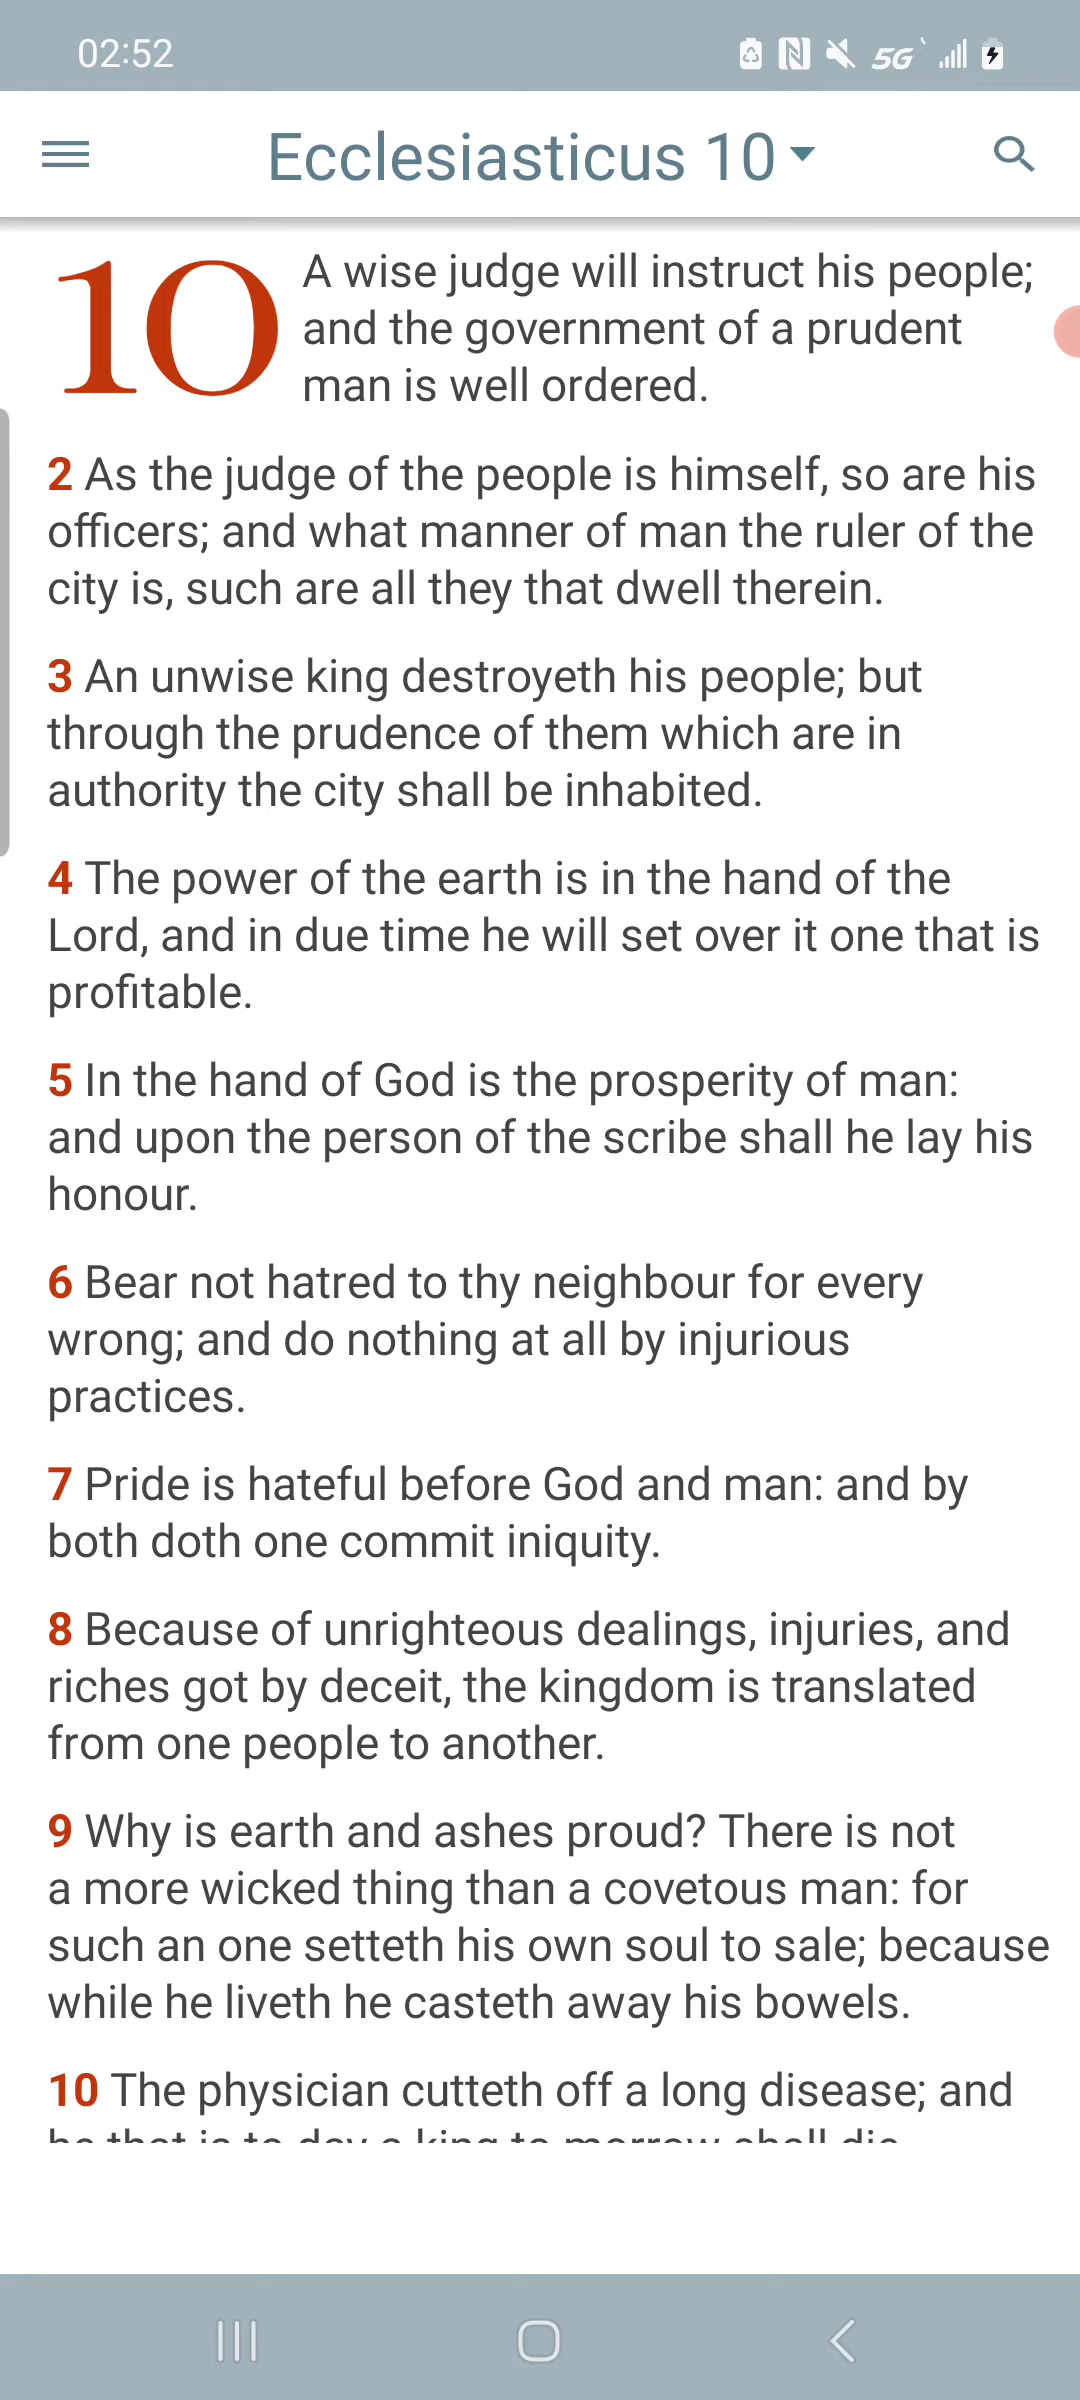 02:52
5G
Ecclesiasticus 10
10 A wise judge will instruct his people;
and the government of a prudent
man is well ordered.
2 As the judge of the people is himself, so are his
officers; and what manner of man the ruler of the
city is, such are all they that dwell therein.
3 An unwise king destroyeth his people; but
through the prudence of them which are in
authority the city shall be inhabited.
4 The power of the earth is in the hand of the
Lord, and in due time he will set over it one that is
profitable.
5 In the hand of God is the prosperity of man:
and upon the person of the scribe shall he lay his
honour.
6 Bear not hatred to thy neighbour for every
wrong; and do nothing at all by injurious
practices.
7 Pride is hateful before God and man: and by
both doth one commit iniquity.
8 Because of unrighteous dealings, injuries, and
riches got by deceit, the kingdom is translated
from one people to another.
9 Why is earth and ashes proud? There is not
a more wicked thing than a covetous man: for
such an one setteth his own soul to sale; because
while he liveth he casteth away his bowels.
10 The physician cutteth off a long disease; and
he that is to day a king to morrow shall die.